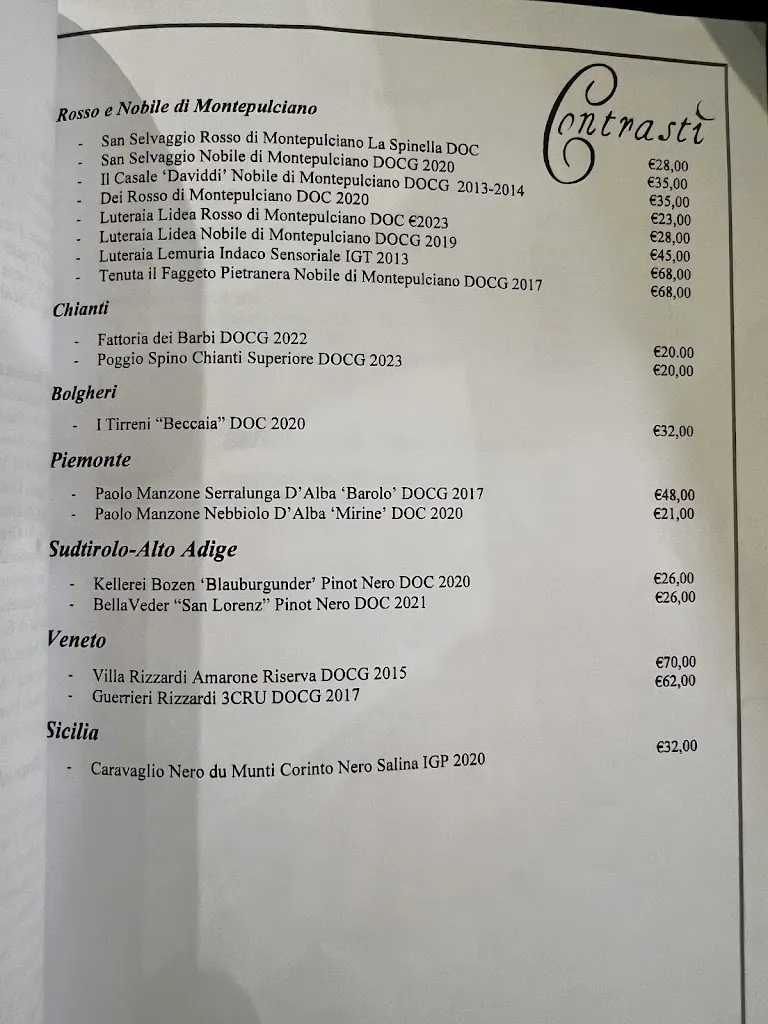 Contrasti
Rosso e Nobile di Montepulciano
- San Selvaggio Rosso di Montepulciano La Spinella DOC €28,00
- San Selvaggio Nobile di Montepulciano DOCG 2020 €35,00
- Il Casale ‘Daviddi’ Nobile di Montepulciano DOCG 2013-2014 €35,00
- Dei Rosso di Montepulciano DOC 2020 €23,00
- Luteraia Lidea Rosso di Montepulciano DOC €2023 €28,00
- Luteraia Lidea Nobile di Montepulciano DOCG 2019 €45,00
- Luteraia Lemuria Indaco Sensoriale IGT 2013 €68,00
- Tenuta il Faggeto Pietranera Nobile di Montepulciano DOCG 2017 €68,00
Chianti
- Fattoria dei Barbi DOCG 2022 €20.00
- Poggio Spino Chianti Superiore DOCG 2023 €20,00
Bolgheri
- I Tirreni “Beccaia” DOC 2020 €32,00
Piemonte
- Paolo Manzone Serralunga D’Alba ‘Barolo’ DOCG 2017 €48,00
- Paolo Manzone Nebbiolo D’Alba ‘Mirine’ DOC 2020 €21,00
Sudtirolo-Alto Adige
- Kellerei Bozen ‘Blauburgunder’ Pinot Nero DOC 2020 €26,00
- BellaVeder “San Lorenz” Pinot Nero DOC 2021 €26,00
Veneto
- Villa Rizzardi Amarone Riserva DOCG 2015 €70,00
- Guerrieri Rizzardi 3CRU DOCG 2017 €62,00
Sicilia
- Caravaglio Nero du Munti Corinto Nero Salina IGP 2020 €32,00